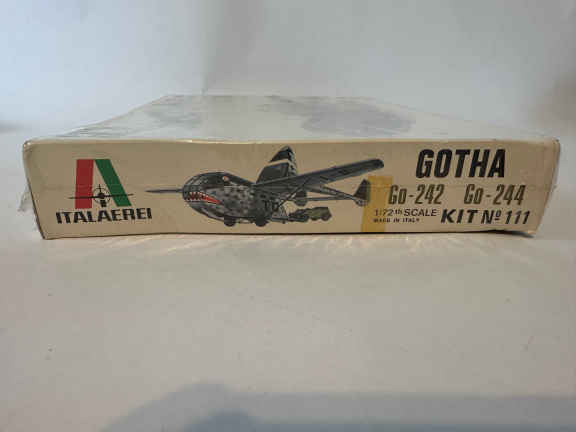 ITALAEREI
GOTHA
Go-242 Go-244
1:72th SCALE
MADE IN ITALY
KIT Nº 111